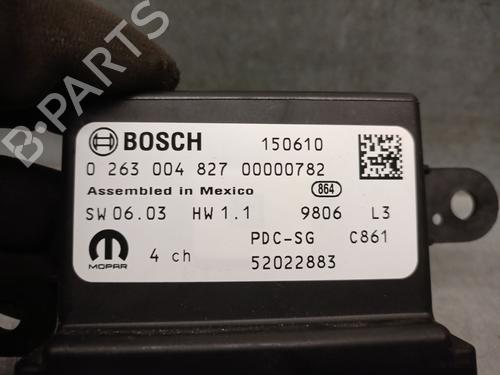 BOSCH 150610
0 263 004 827 00000782
Assembled in Mexico 864
SW 06.03 HW 1.1 9806 L3
PDC-SG C861
MOPAR 4 ch 52022883
B-Parts